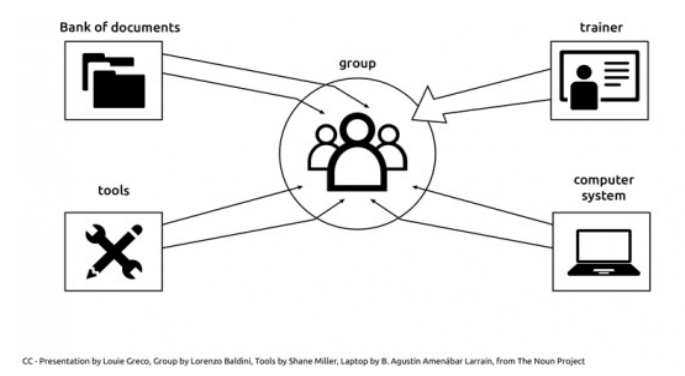 Bank of documents
trainer
group
tools
computer
system
CC - Presentation by Louie Greco, Group by Lorenzo Baldini, Tools by Shane Miller, Laptop by B. Agustín Amenábar Larraín, from The Noun Project